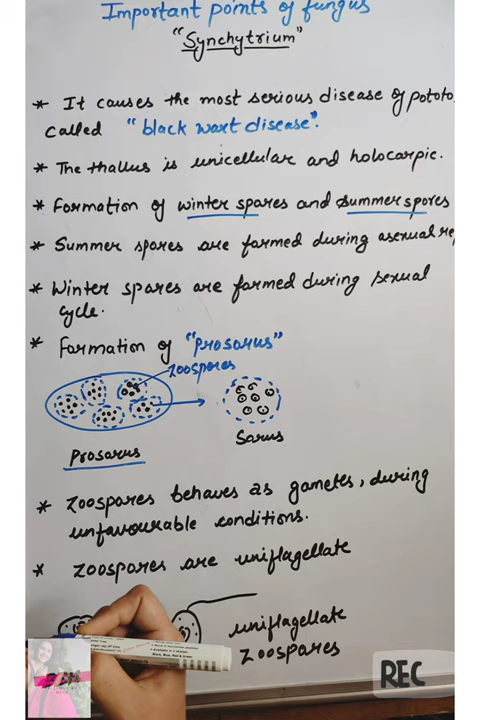 Important points of fungus
"Synchytrium"
* It causes the most serious disease of pototo
called "black wart disease".
* The thallus is unicellular and holocarpic.
* Formation of winter spores and summer spores
* Summer spores are formed during asexual rep
* Winter spores are formed during sexual
cycle.
* Formation of "Prosorus"
Zoospores
Sorus
Prosorus
* Zoospores behaves as gametes, during
unfavourable conditions.
* Zoospores are uniflagellate
uniflagellate
Zoospores
REC